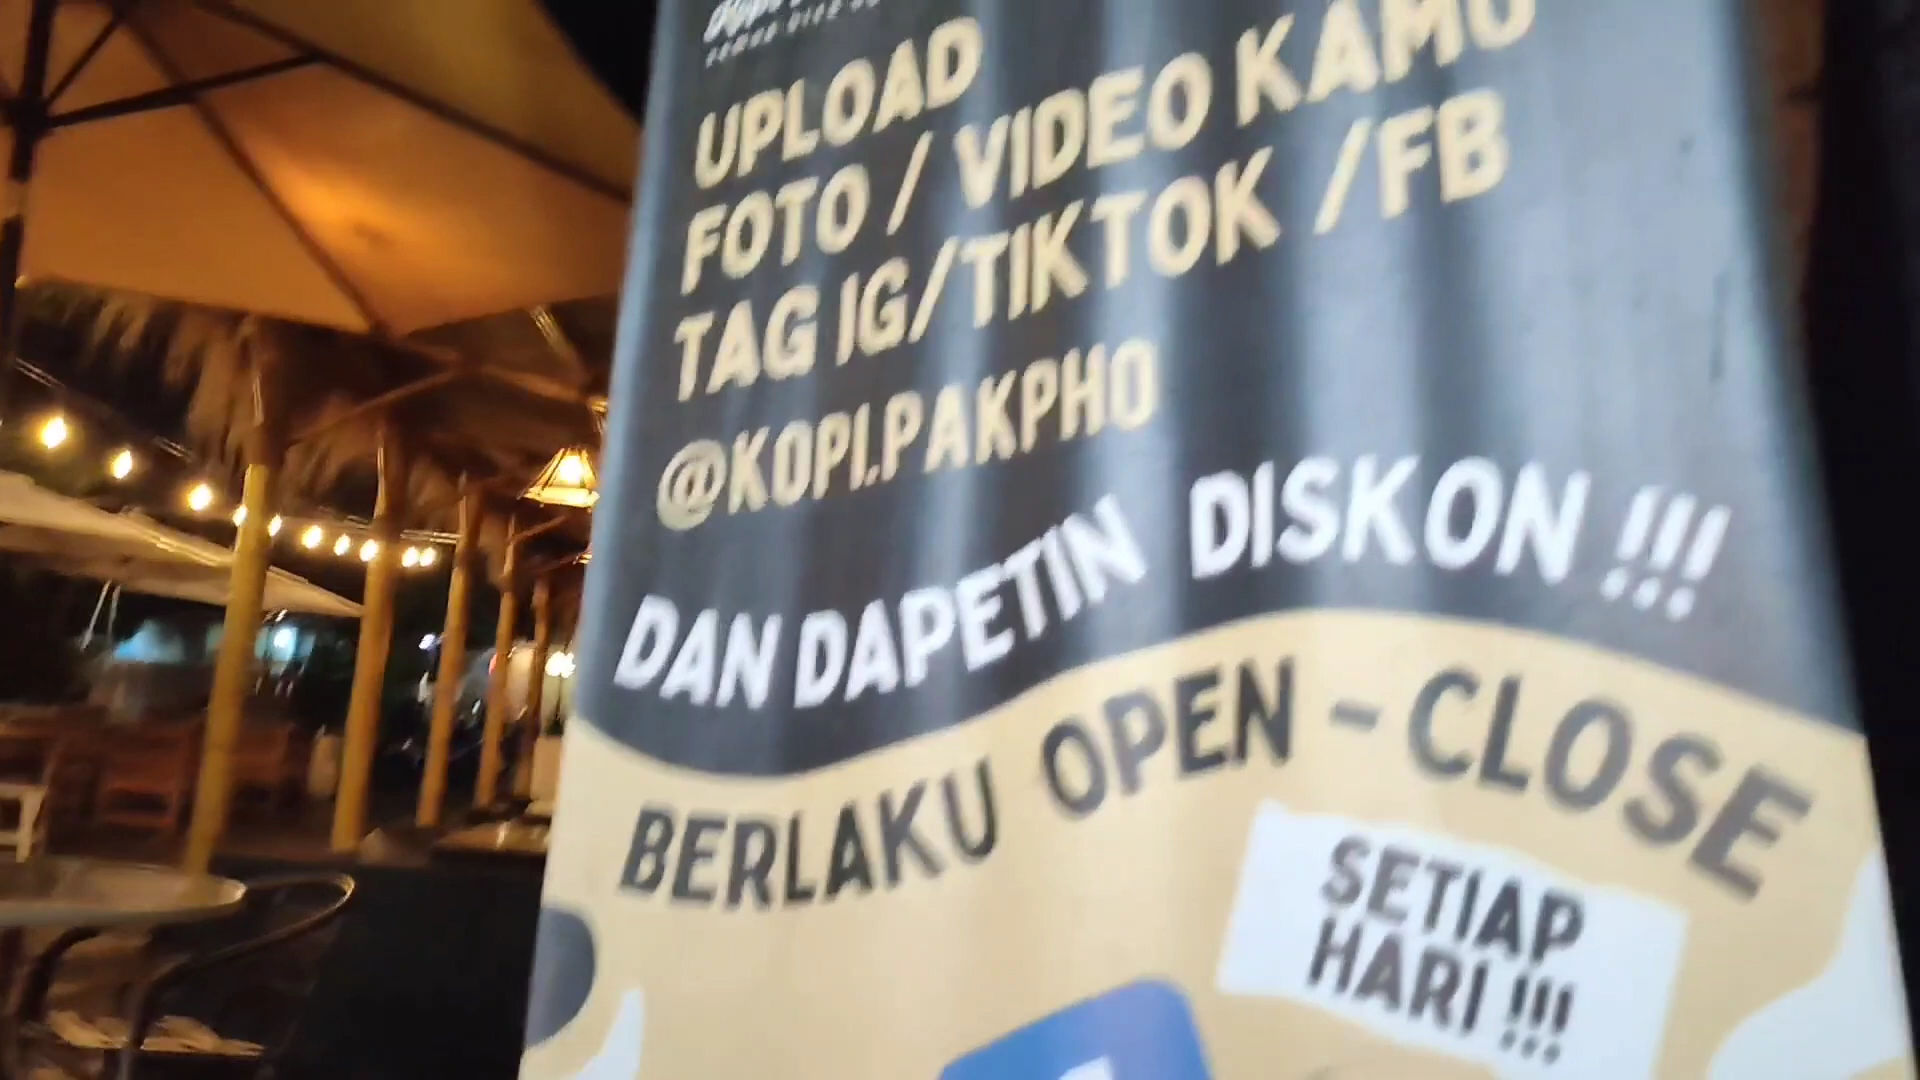 UPLOAD
FOTO / VIDEO KAMU
TAG IG/TIKTOK /FB
@KOPI.PAKPHO
DAN DAPETIN DISKON !!!
BERLAKU OPEN - CLOSE
SETIAP
HARI !!!